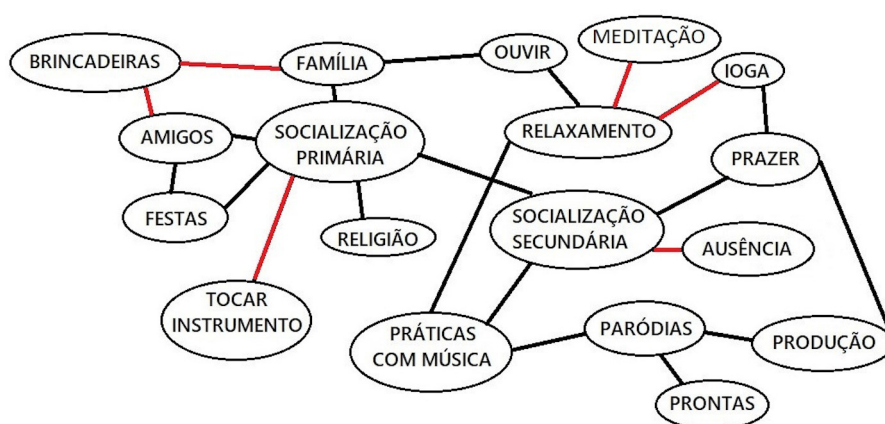 MEDITAÇÃO
OUVIR
BRINCADEIRAS
FAMÍLIA
IOGA
AMIGOS
SOCIALIZAÇÃO
PRIMÁRIA
RELAXAMENTO
PRAZER
FESTAS
RELIGIÃO
SOCIALIZAÇÃO
SECUNDÁRIA
AUSÊNCIA
TOCAR
INSTRUMENTO
PRÁTICAS
COM MÚSICA
PARÓDIAS
PRODUÇÃO
PRONTAS